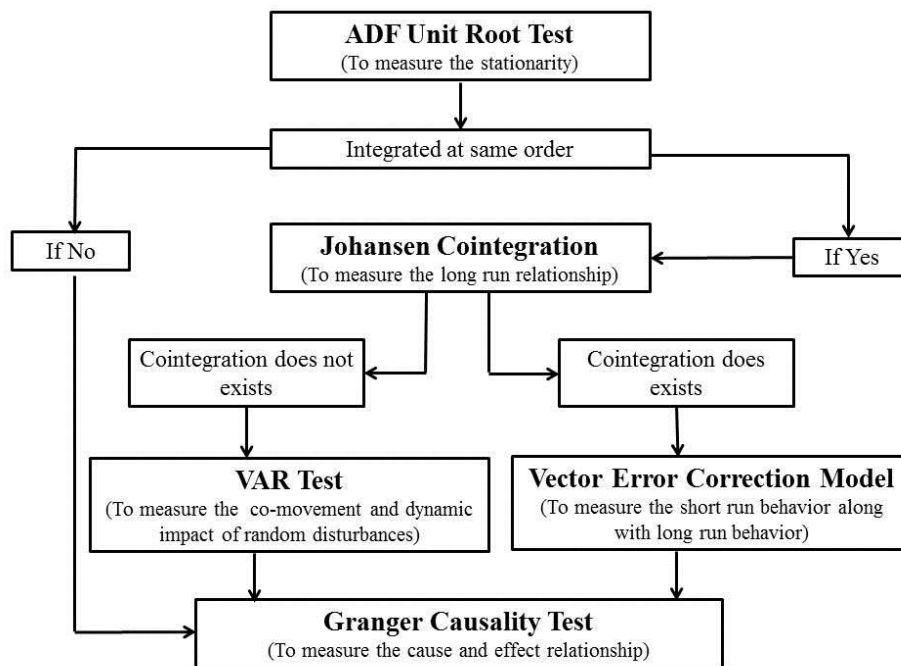 ADF Unit Root Test
(To measure the stationarity)
Integrated at same order
If No
Johansen Cointegration
(To measure the long run relationship)
If Yes
Cointegration does not
exists
Cointegration does
exists
VAR Test
(To measure the co-movement and dynamic
impact of random disturbances)
Vector Error Correction Model
(To measure the short run behavior along
with long run behavior)
Granger Causality Test
(To measure the cause and effect relationship)